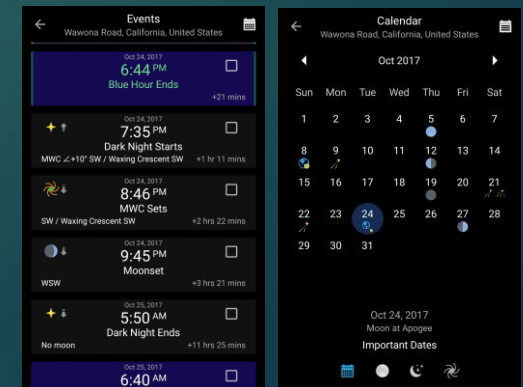 Events
Wawona Road, California, United States
Oct 24, 2017
6:44 PM
Blue Hour Ends
+21 mins
Oct 24, 2017
7:35 PM
Dark Night Starts
MWC ∠+10° SW / Waxing Crescent SW
+1 hr 11 mins
Oct 24, 2017
8:46 PM
MWC Sets
SW / Waxing Crescent SW
+2 hrs 22 mins
Oct 24, 2017
9:45 PM
Moonset
WSW
+3 hrs 21 mins
Oct 25, 2017
5:50 AM
Dark Night Ends
No moon
+11 hrs 25 mins
Oct 25, 2017
6:40 AM
Calendar
Wawona Road, California, United States
Oct 2017
Sun Mon Tue Wed Thu Fri Sat
1 2 3 4 5 6 7
8 9 10 11 12 13 14
15 16 17 18 19 20 21
22 23 24 25 26 27 28
29 30 31
Oct 24, 2017
Moon at Apogee
Important Dates